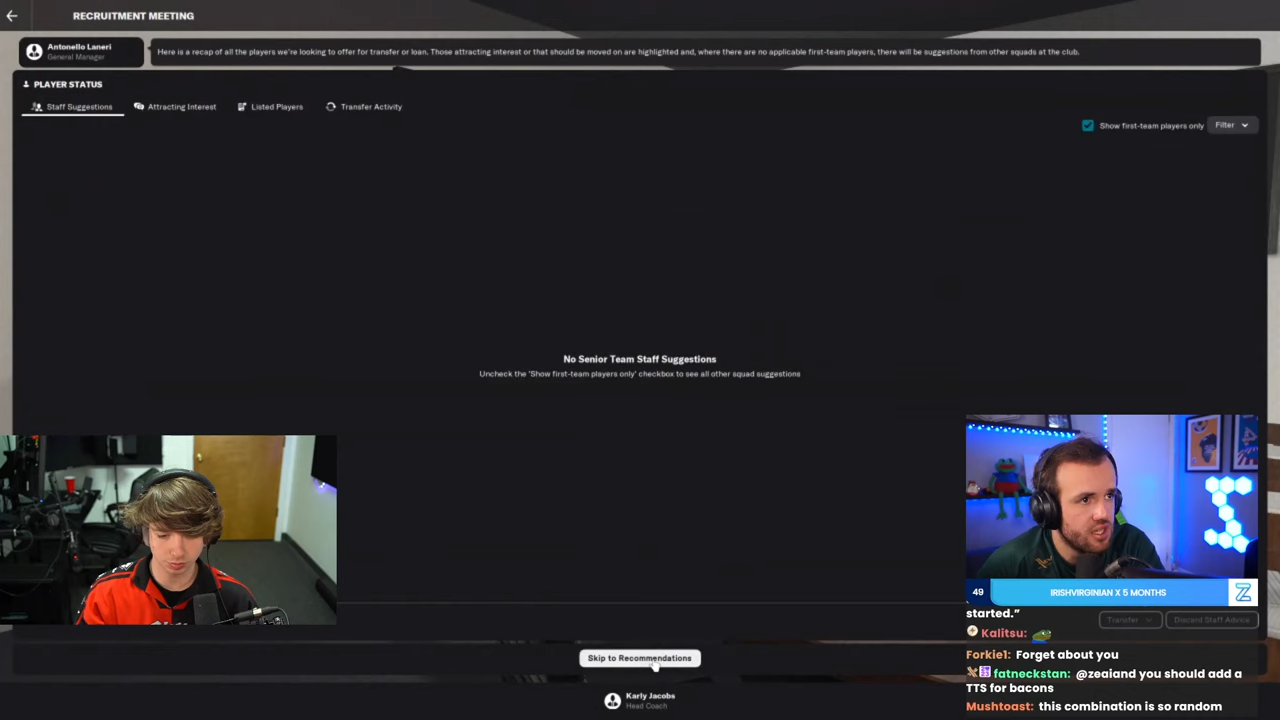 RECRUITMENT MEETING
Antonello Laneri
General Manager
Here is a recap of all the players we're looking to offer for transfer or loan. Those attracting interest or that should be moved on are highlighted and, where there are no applicable first-team players, there will be suggestions from other squads at the club.
PLAYER STATUS
Staff Suggestions
Attracting Interest
Listed Players
Transfer Activity
Show first-team players only
Filter
No Senior Team Staff Suggestions
Uncheck the 'Show first-team players only' checkbox to see all other squad suggestions
49
IRISHVIRGINIAN X 5 MONTHS
Z
started."
Transfer
Discard Staff Advice
Kalitsu:
Forkie1: Forget about you
fatneckstan: @zealand you should add a
TTS for bacons
Mushtoast: this combination is so random
Skip to Recommendations
Karly Jacobs
Head Coach